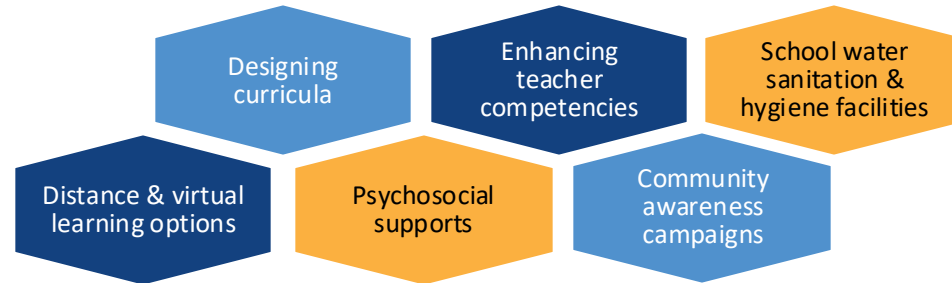 Designing
curricula
Enhancing
teacher
competencies
School water
sanitation &
hygiene facilities
Distance & virtual
learning options
Psychosocial
supports
Community
awareness
campaigns